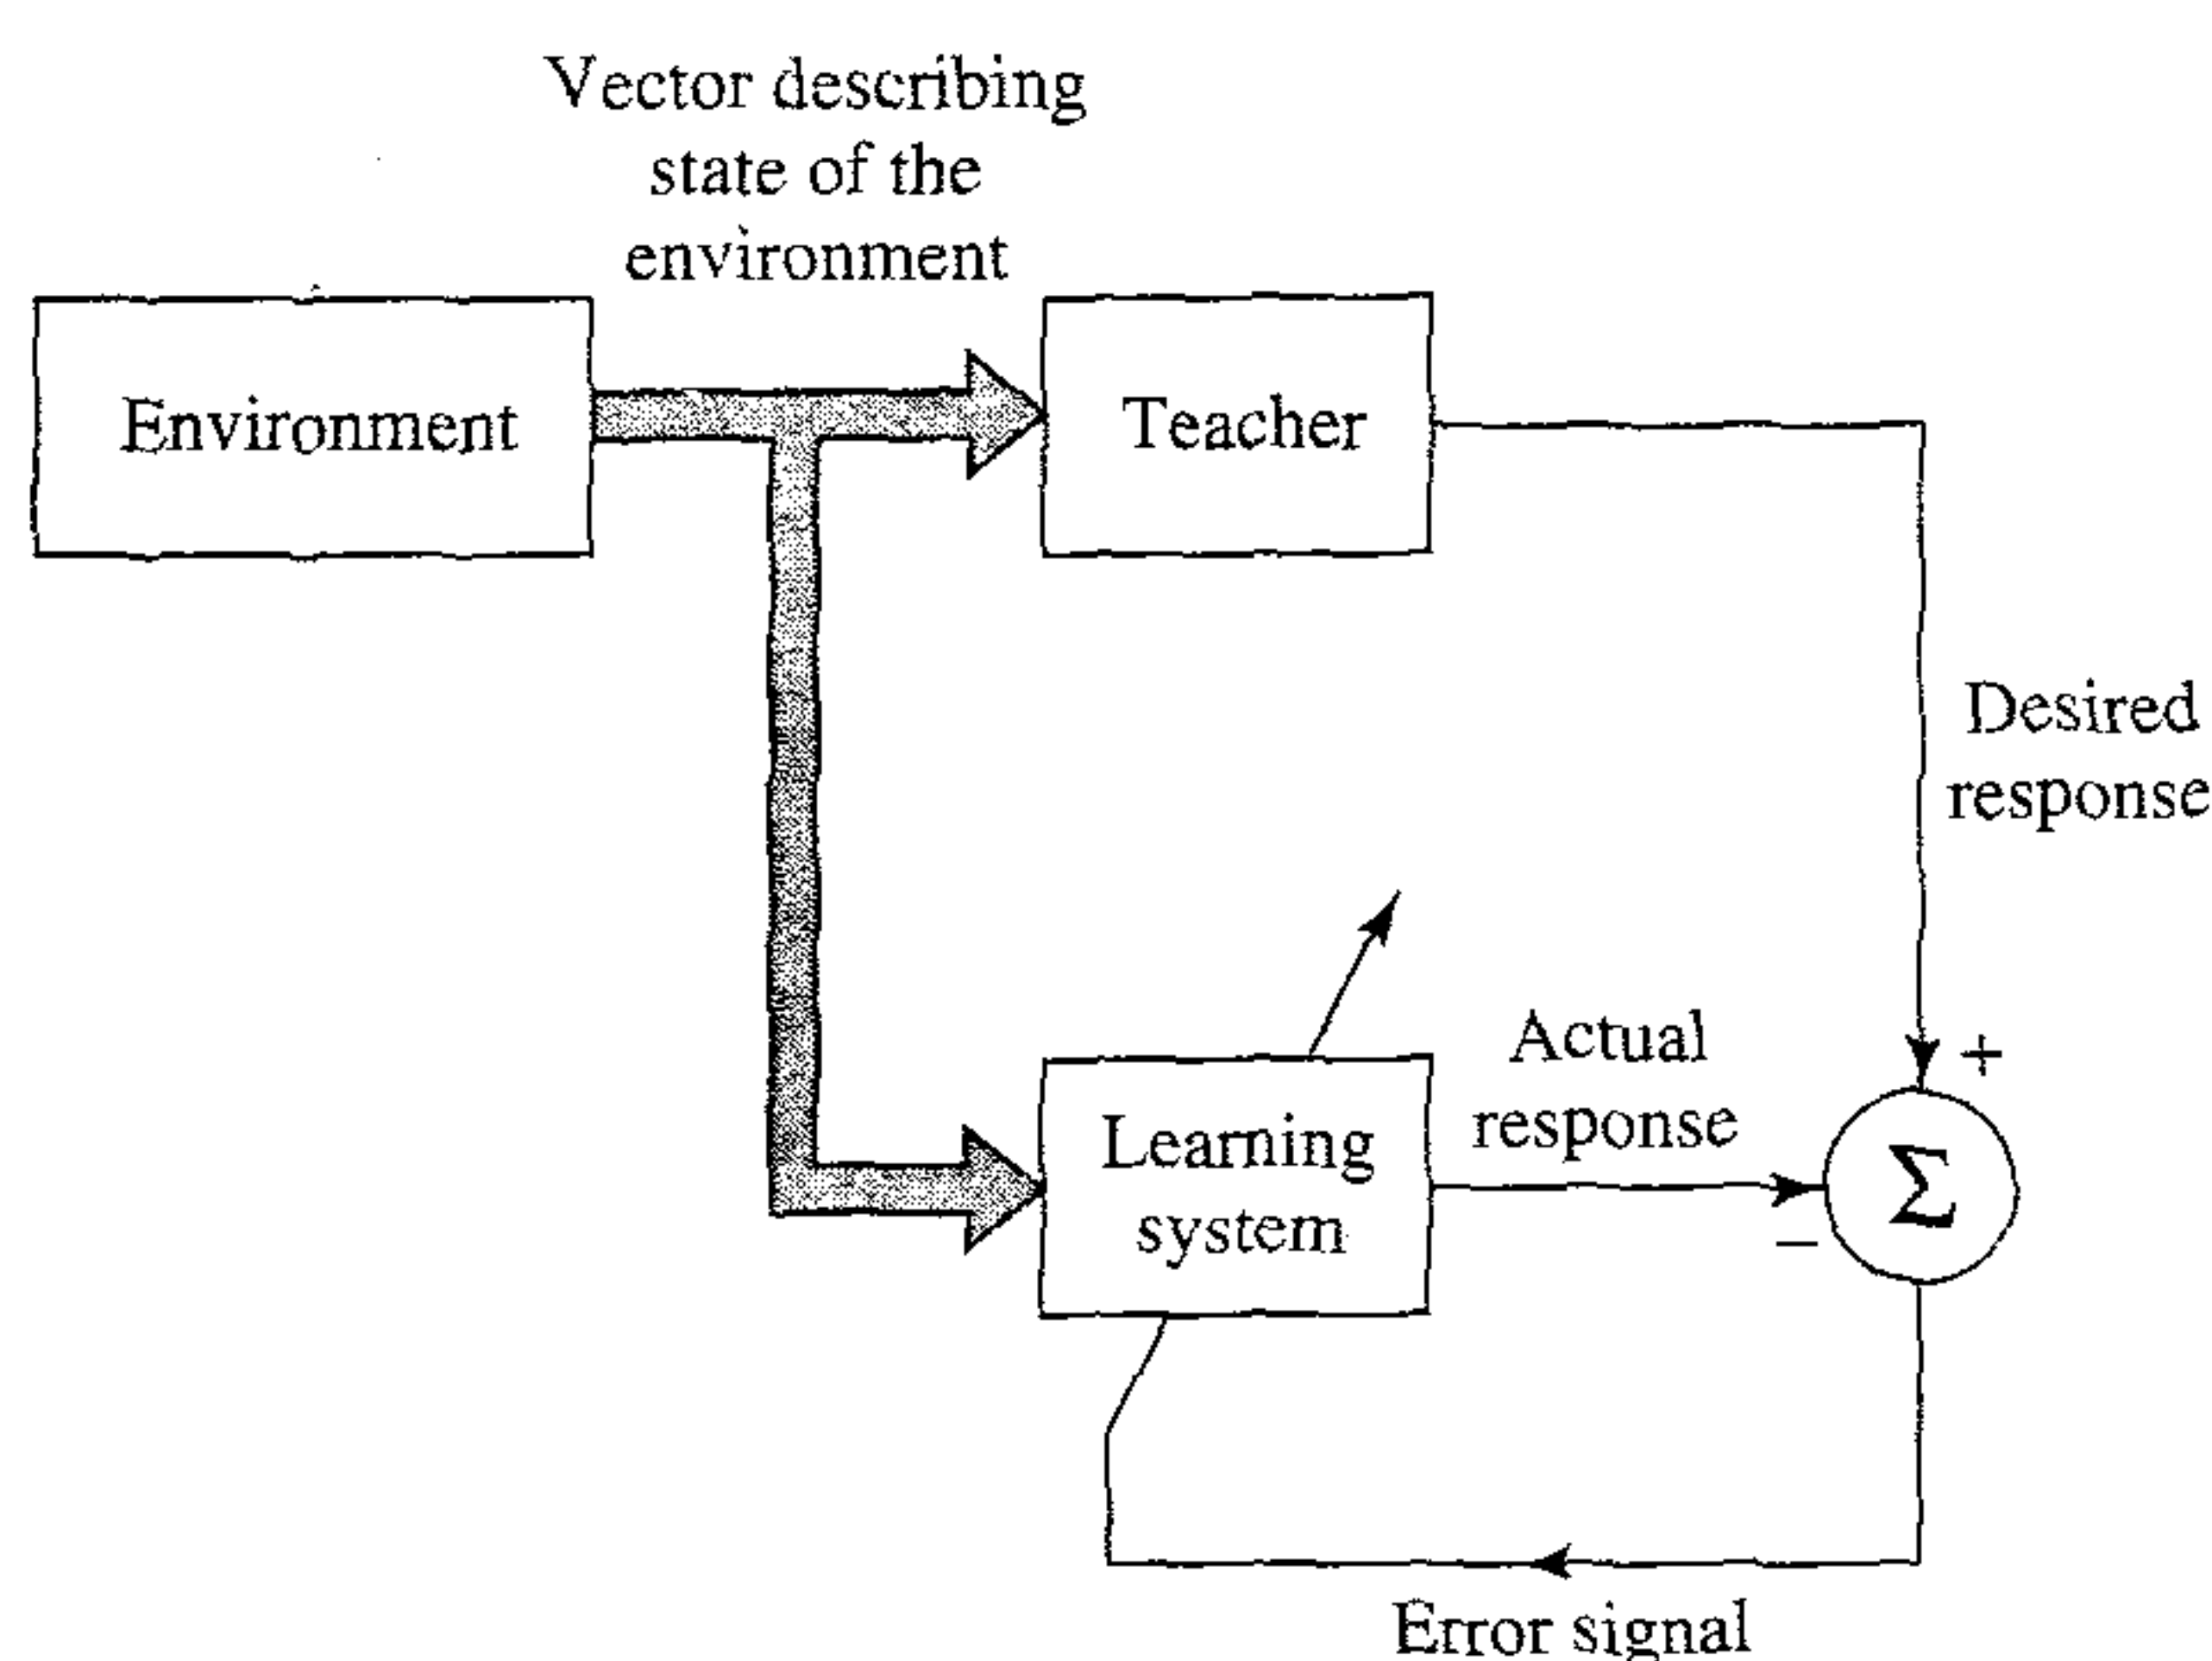 Vector describing
state of the
environment
Environment
Teacher
Desired
response
Actual
response
+
Learning
system
−
Σ
Error signal